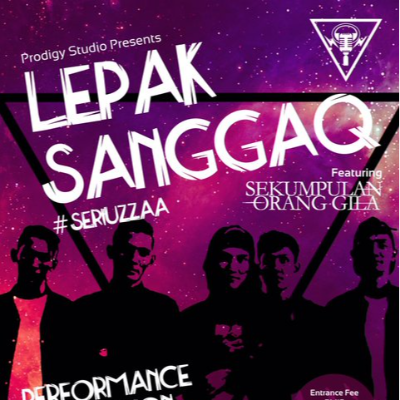 Prodigy Studio Presents
LEPAK
SANGGAQ
Featuring
SEKUMPULAN
ORANG GILA
#SERIUZZAA
PERFORMANCE
Entrance Fee